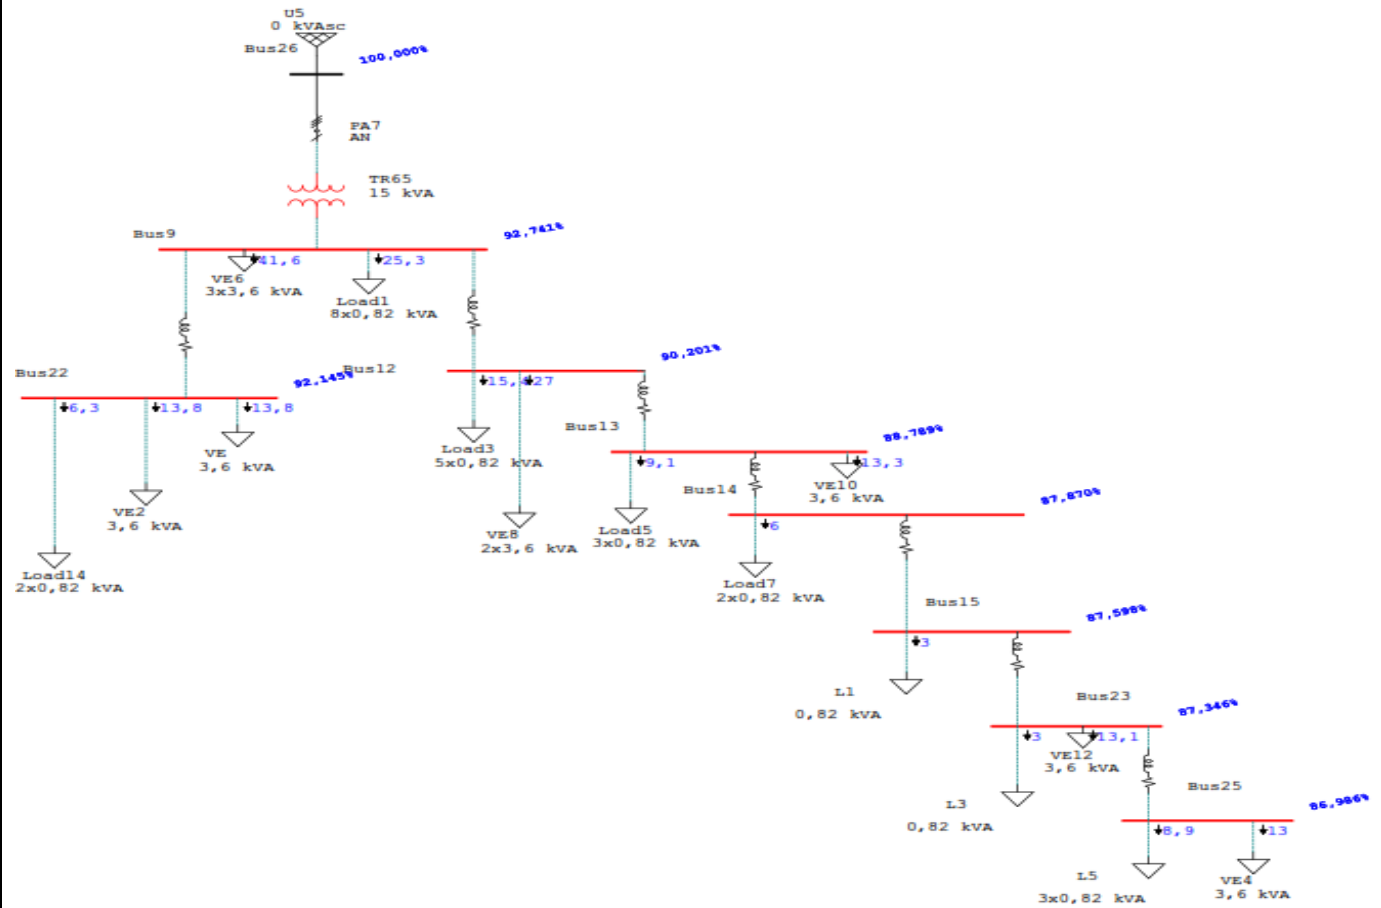 U5
0 kVAsc
Bus26
100,000%
PA7
AN
TR65
15 kVA
Bus9
92,741%
41,6
25,3
VE6
3x3,6 kVA
Load1
8x0,82 kVA
Bus22
92,145%
Bus12
90,201%
6,3
13,8
13,8
15,4
27
VE
3,6 kVA
VE2
3,6 kVA
Load14
2x0,82 kVA
Load3
5x0,82 kVA
VE8
2x3,6 kVA
Bus13
88,789%
9,1
13,3
Load5
3x0,82 kVA
VE10
3,6 kVA
Bus14
87,870%
6
Load7
2x0,82 kVA
Bus15
87,598%
3
L1
0,82 kVA
Bus23
87,346%
3
13,1
VE12
3,6 kVA
L3
0,82 kVA
Bus25
86,986%
8,9
13
L5
3x0,82 kVA
VE4
3,6 kVA